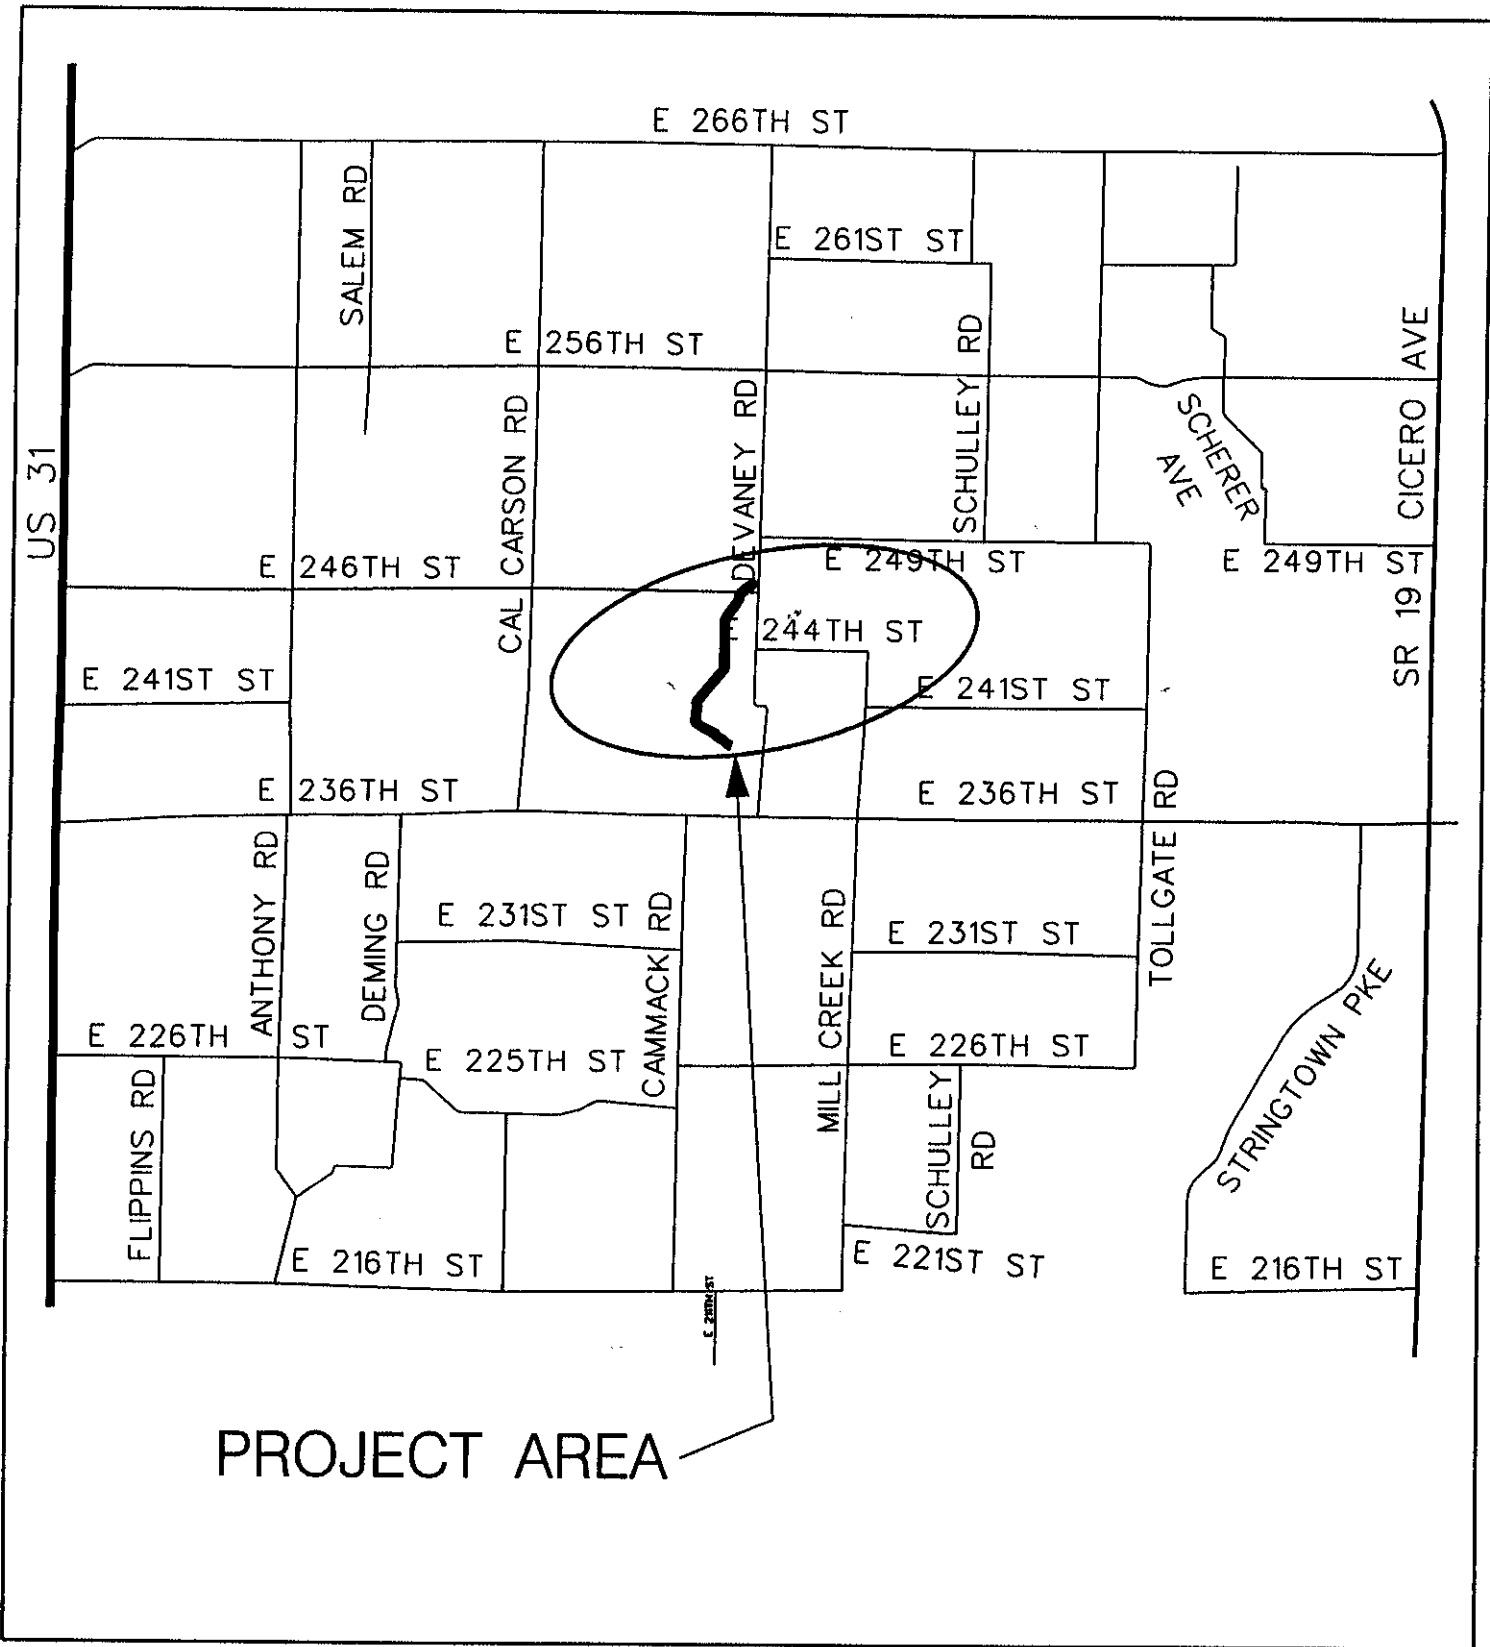 E 266TH ST
SALEM RD
E 261ST ST
E 256TH ST
SCHULLEY RD
CICERO AVE
DEVANEY RD
CAL CARSON RD
SCHERER
AVE
US 31
E 246TH ST
E 249TH ST
E 249TH ST
SR 19
E 244TH ST
E 241ST ST
E 241ST ST
E 236TH ST
E 236TH ST
TOLLGATE RD
ANTHONY RD
DEMING RD
E 231ST ST
CAMMACK RD
MILL CREEK RD
E 231ST ST
STRINGTOWN PKE
E 226TH ST
E 225TH ST
E 226TH ST
FLIPPINS RD
SCHULLEY
RD
E 216TH ST
E 221ST ST
E 216TH ST
PROJECT AREA